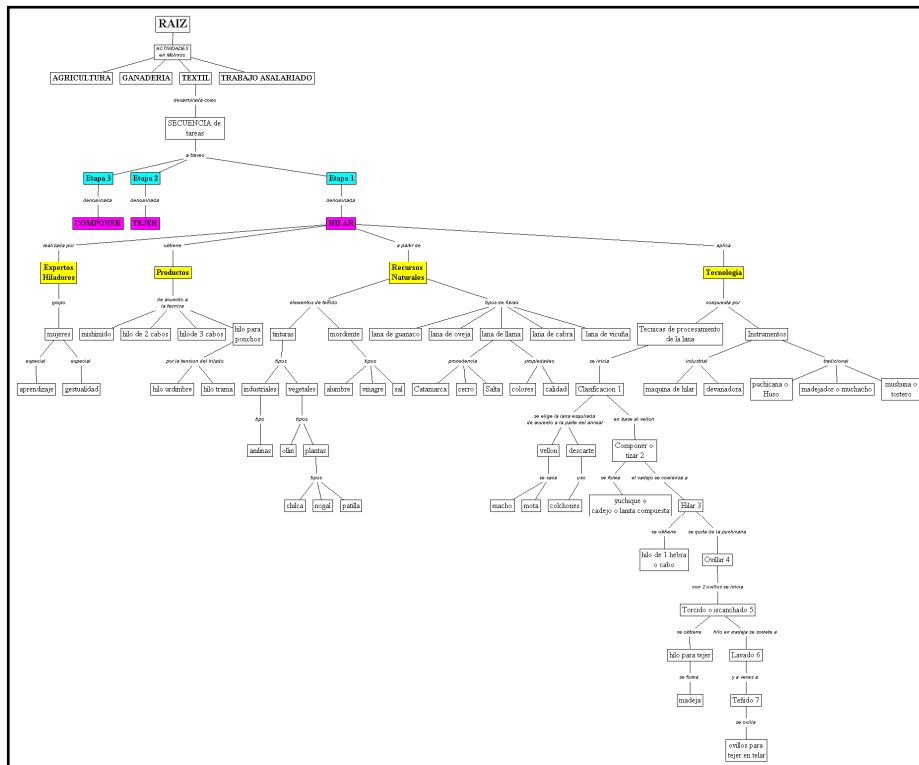 RAIZ
ACTIVIDADES
en Molinos
AGRICULTURA
GANADERIA
TEXTIL
TRABAJO ASALARIADO
desarrollada como
SECUENCIA de
tareas
a traves
Etapa 3
Etapa 2
Etapa 1
denominada
denominada
denominada
COMPONER
TEJER
HILAR
realizada por
obtiene
a partir de
aplica
Expertos
Hiladores
Productos
Recursos
Naturales
Tecnologia
grupo
de acuerdo a
la tecnica
elementos de teñido
tipos de fibras
compuesta por
mujeres
mishimido
hilo de 2 cabos
hilode 3 cabos
hilo para
ponchos
tinturas
mordiente
lana de guanaco
lana de oveja
lana de llama
lana de cabra
lana de vicuña
Tecnicas de procesamiento
de la lana
Instrumentos
especial
especial
por la tension del hilado
tipos
tipos
procedencia
propiedades
se inicia
industrial
tradicional
aprendizaje
gestualidad
hilo urdimbre
hilo trama
industriales
vegetales
alumbre
vinagre
sal
Catamarca
cerro
Salta
colores
calidad
Clasificacion 1
maquina de hilar
devanadora
puchicana o
Huso
madejador o muchacho
mushuna o
tortero
tipo
tipos
se elige la lana esquilada
de acuerdo a la parte del animal
en base al vellon
anilinas
ollin
plantas
vellon
descarte
Componer o
tizar 2
tipos
se saca
uso
se forma
el cadejo se comienza a
chilca
nogal
patilla
macho
mota
colchones
yuchique o
cadejo o lanita compuesta
Hilar 3
se obtiene
se quita de la pushmana
hilo de 1 hebra
o cabo
Ovillar 4
con 2 ovillos se inicia
Torcido o iscanchado 5
se obtiene
hilo en madeja se somete a
hilo para tejer
Lavado 6
se forma
y a veces a
madeja
Teñido 7
se ovilla
ovillos para
tejer en telar